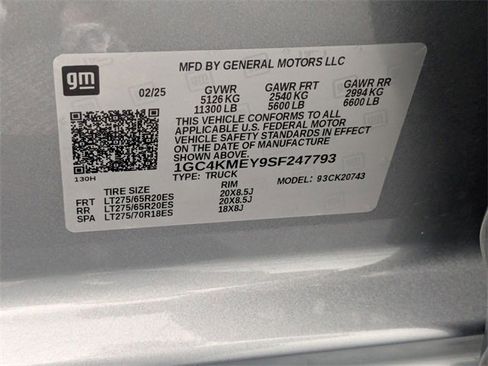 gm
MFD BY GENERAL MOTORS LLC
02/25 GVWR GAWR FRT GAWR RR
5126 KG 2540 KG 2994 KG
11300 LB 5600 LB 6600 LB
THIS VEHICLE CONFORMS TO ALL
APPLICABLE U.S. FEDERAL MOTOR
VEHICLE SAFETY STANDARDS IN EFFECT ON
THE DATE OF MANUFACTURE SHOWN ABOVE.
1GC4KMEY9SF247793
TYPE: TRUCK
130H
MODEL: 93CK20743
TIRE SIZE RIM
FRT LT275/65R20ES 20X8.5J
RR LT275/65R20ES 20X8.5J
SPA LT275/70R18ES 18X8J